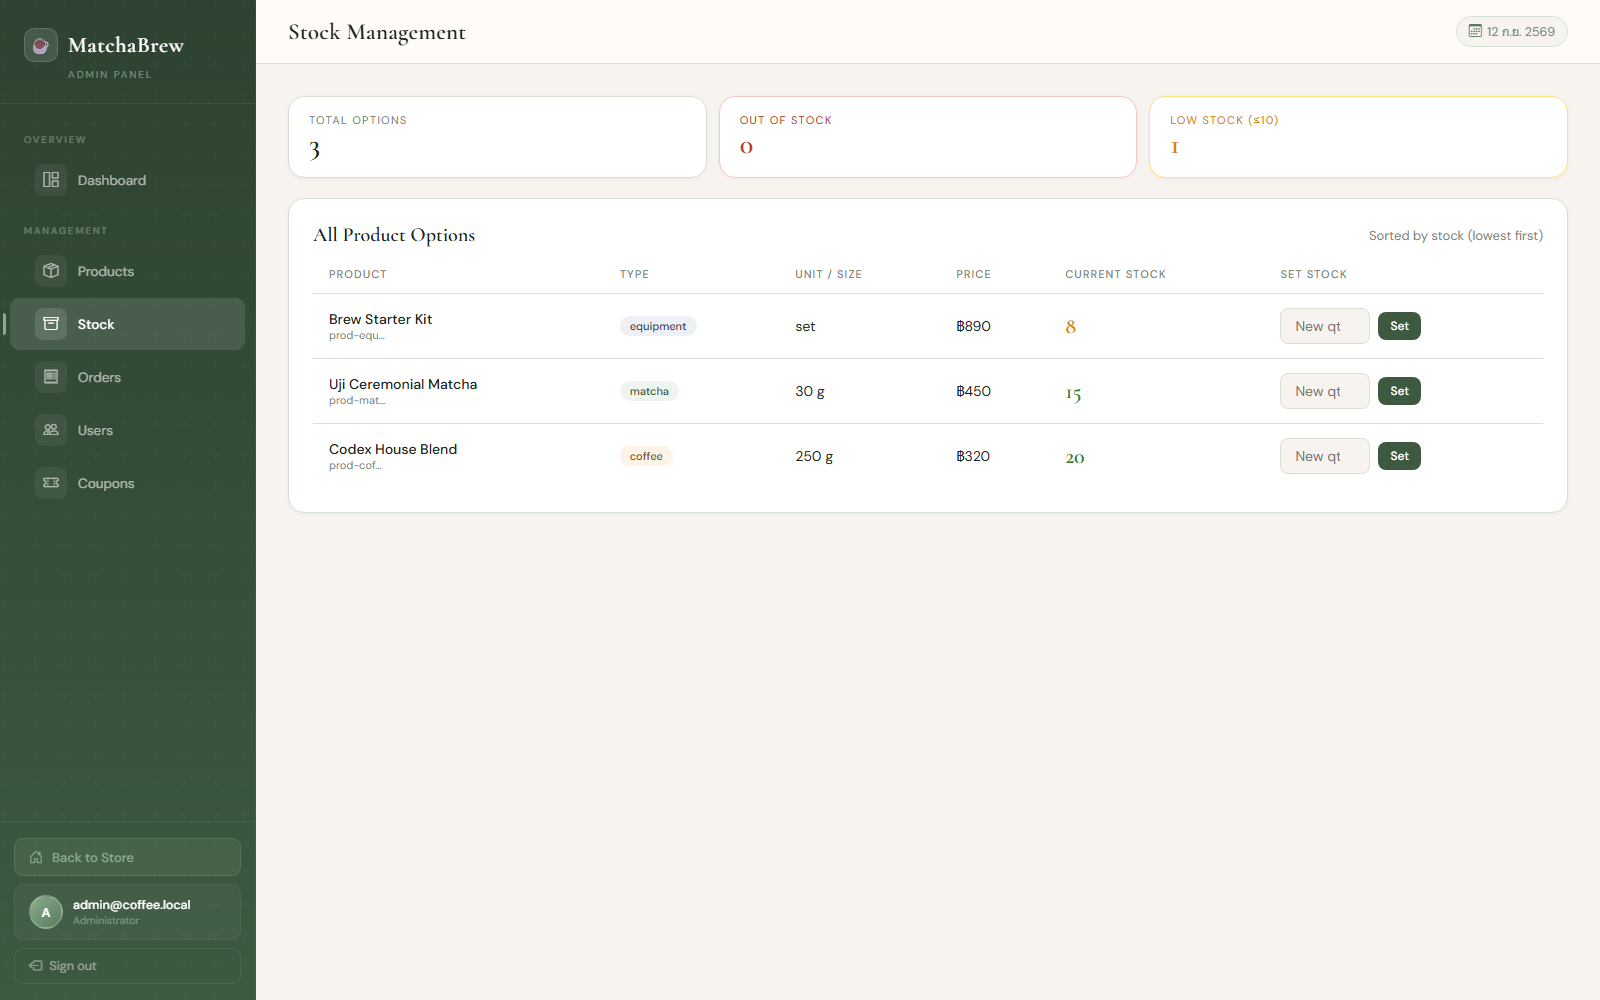 MatchaBrew
ADMIN PANEL
OVERVIEW
Dashboard
MANAGEMENT
Products
Stock
Orders
Users
Coupons
Back to Store
A
admin@coffee.local
Administrator
Sign out
Stock Management
12 ก.ย. 2569
TOTAL OPTIONS
3
OUT OF STOCK
0
LOW STOCK (≤10)
1
All Product Options
Sorted by stock (lowest first)
PRODUCT TYPE UNIT / SIZE PRICE CURRENT STOCK SET STOCK
Brew Starter Kit
prod-equ…
equipment set ฿890 8 New qt Set
Uji Ceremonial Matcha
prod-mat…
matcha 30 g ฿450 15 New qt Set
Codex House Blend
prod-cof…
coffee 250 g ฿320 20 New qt Set